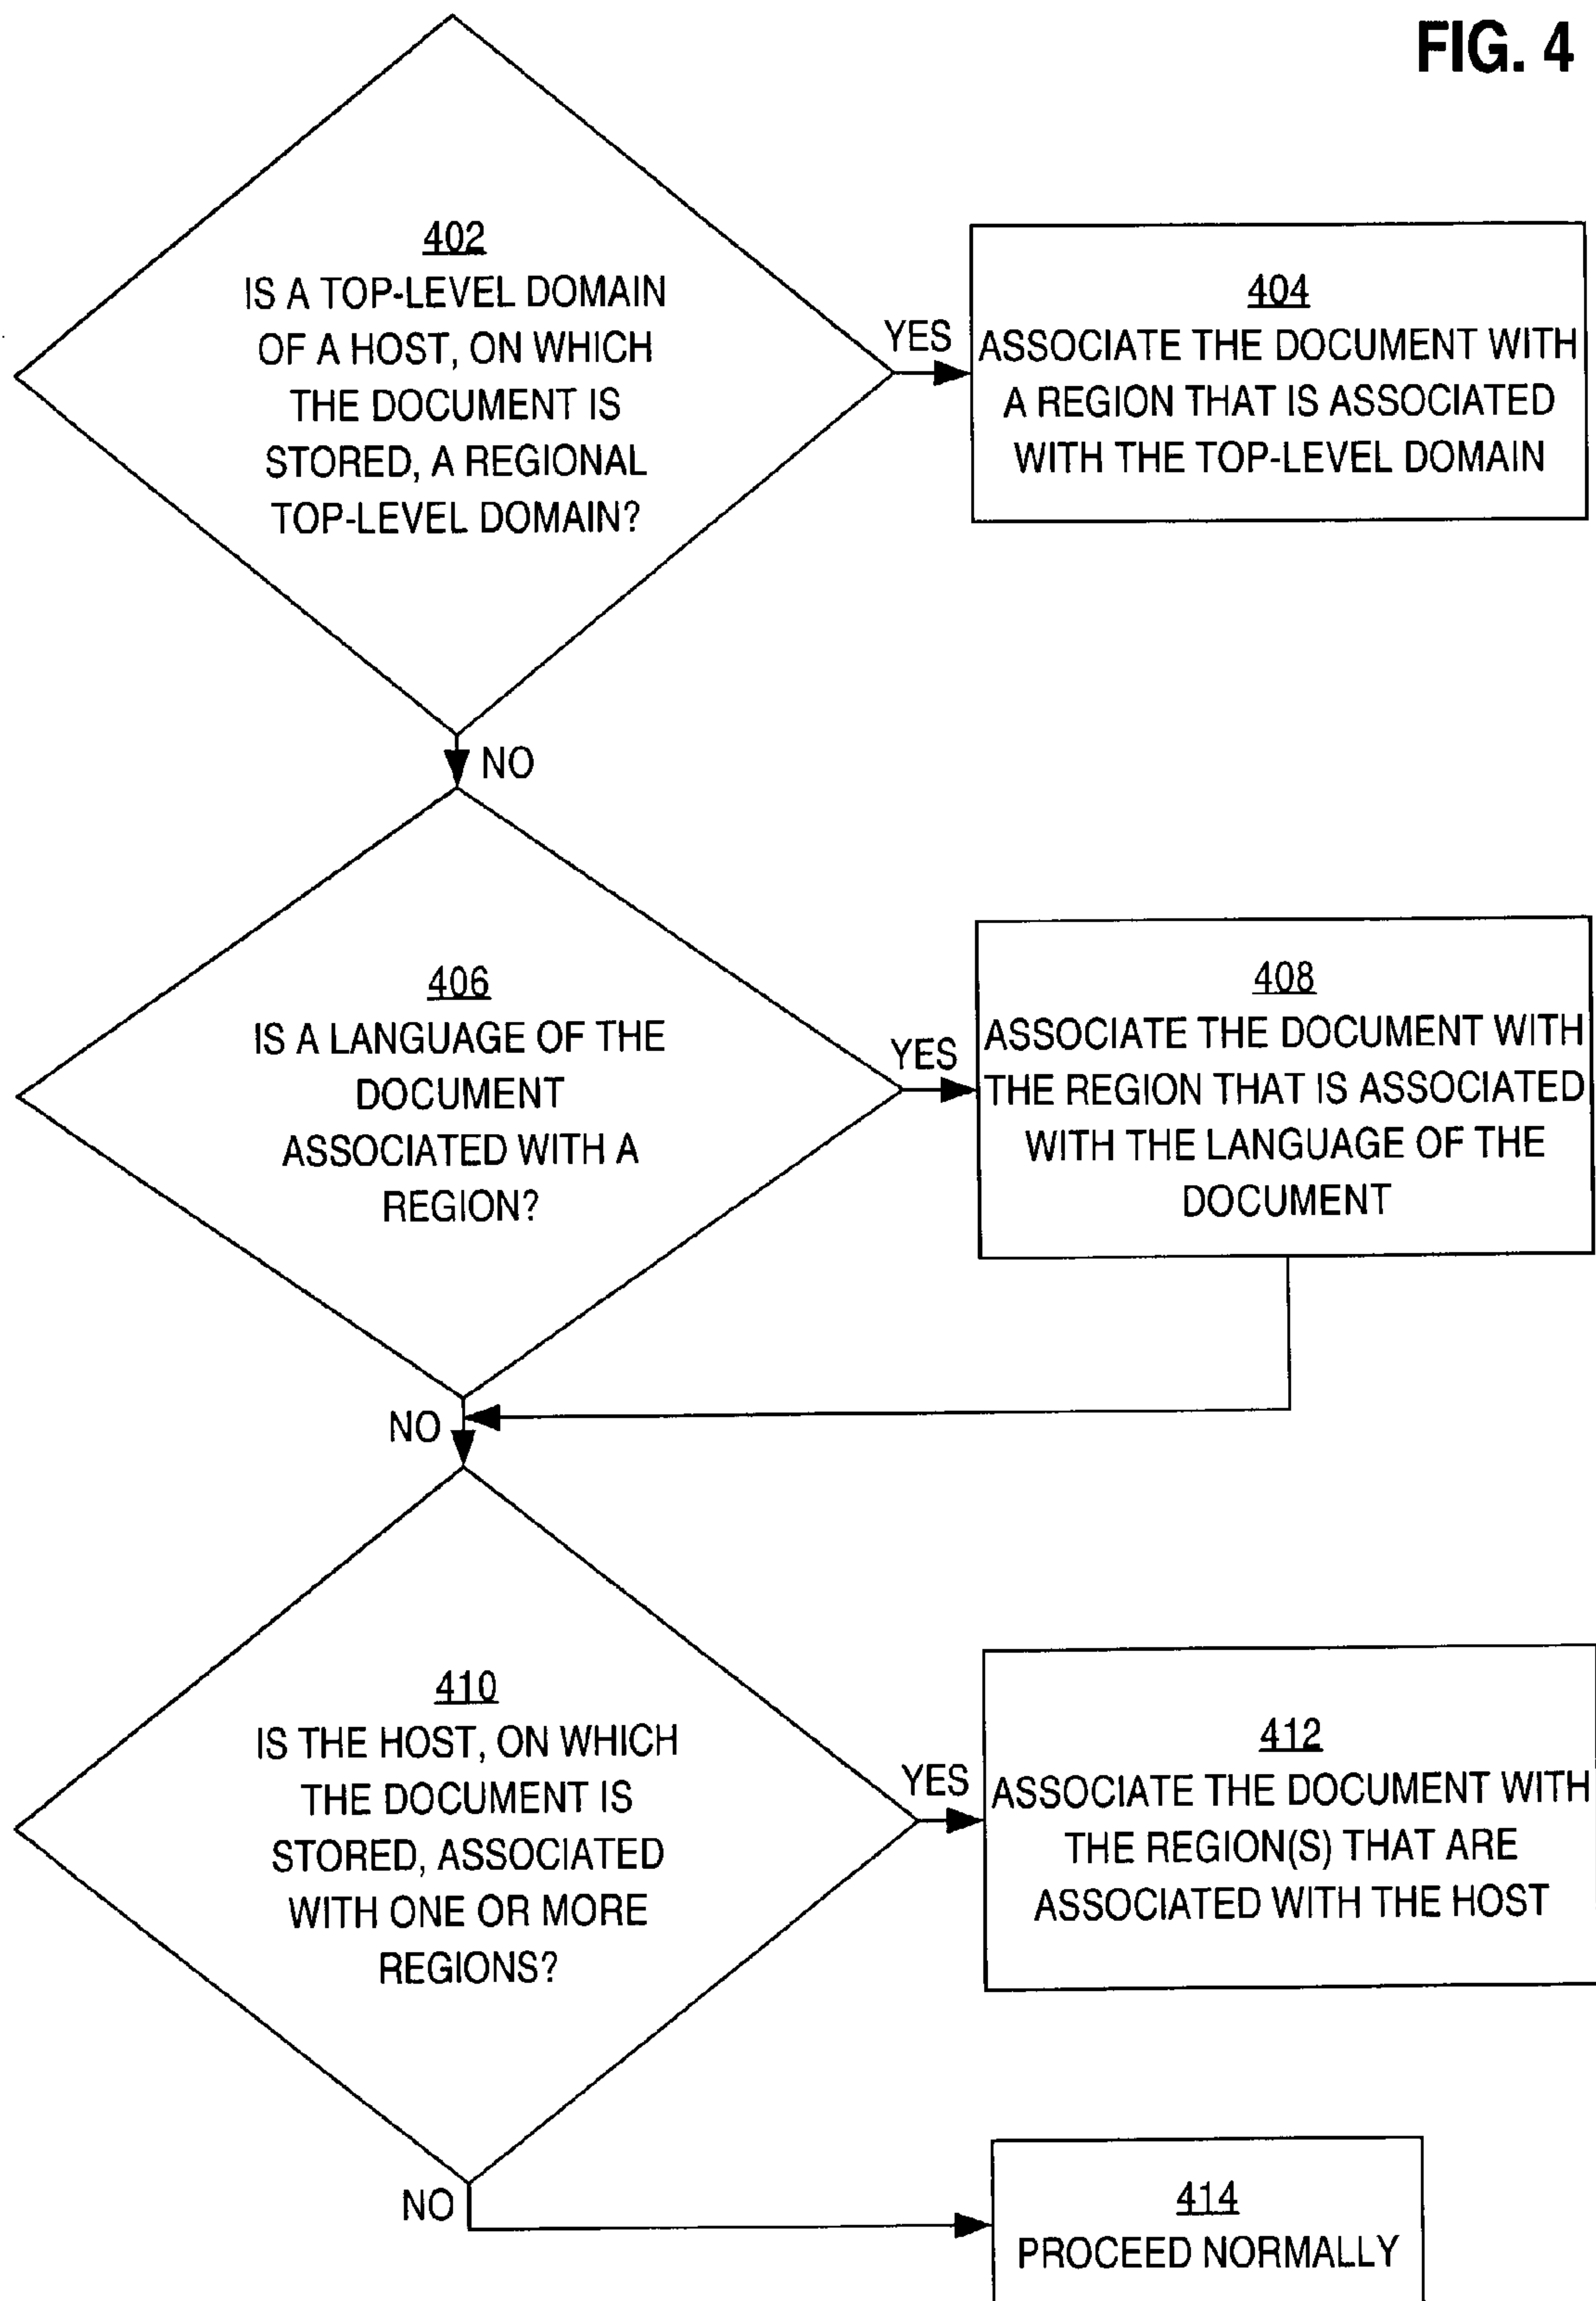 FIG. 4
402
IS A TOP-LEVEL DOMAIN
OF A HOST, ON WHICH
THE DOCUMENT IS
STORED, A REGIONAL
TOP-LEVEL DOMAIN?
YES
404
ASSOCIATE THE DOCUMENT WITH
A REGION THAT IS ASSOCIATED
WITH THE TOP-LEVEL DOMAIN
NO
406
IS A LANGUAGE OF THE
DOCUMENT
ASSOCIATED WITH A
REGION?
YES
408
ASSOCIATE THE DOCUMENT WITH
THE REGION THAT IS ASSOCIATED
WITH THE LANGUAGE OF THE
DOCUMENT
NO
410
IS THE HOST, ON WHICH
THE DOCUMENT IS
STORED, ASSOCIATED
WITH ONE OR MORE
REGIONS?
YES
412
ASSOCIATE THE DOCUMENT WITH
THE REGION(S) THAT ARE
ASSOCIATED WITH THE HOST
NO
414
PROCEED NORMALLY